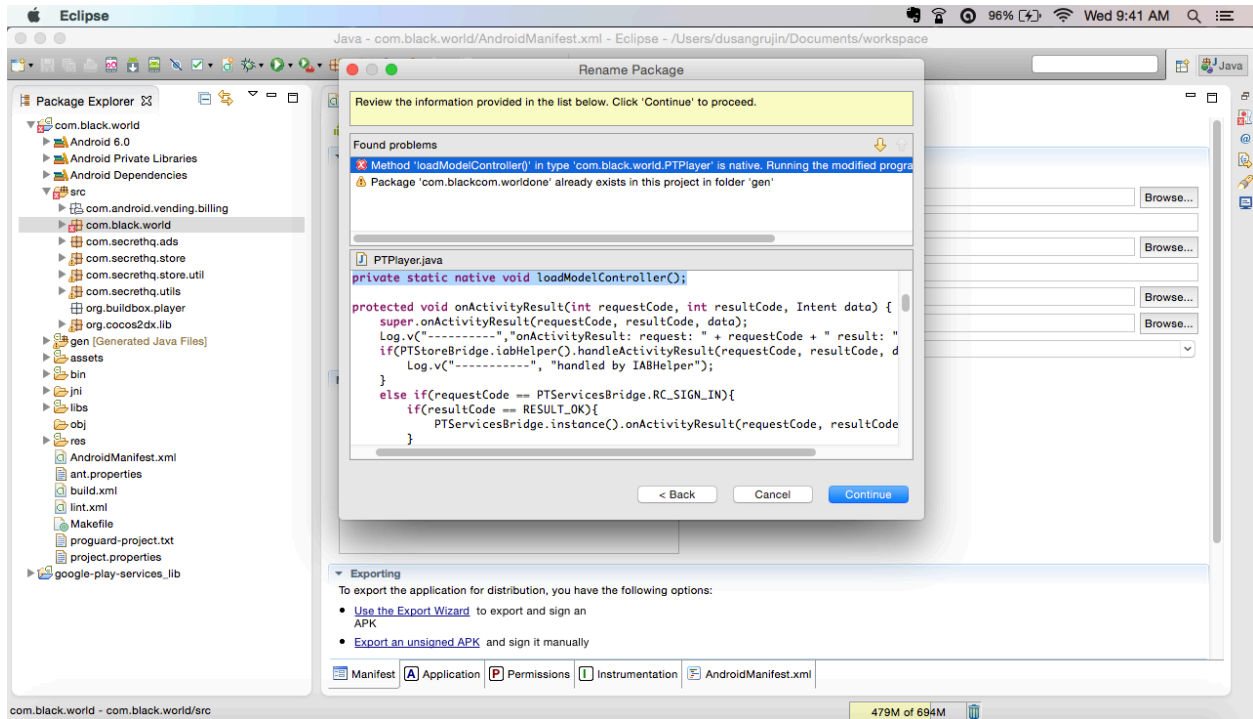 Eclipse
96%
Wed 9:41 AM
Java - com.black.world/AndroidManifest.xml - Eclipse - /Users/dusangrujin/Documents/workspace
Java
Package Explorer
com.black.world
Android 6.0
Android Private Libraries
Android Dependencies
src
com.android.vending.billing
com.black.world
com.secrethq.ads
com.secrethq.store
com.secrethq.store.util
com.secrethq.utils
org.buildbox.player
org.cocos2dx.lib
gen [Generated Java Files]
assets
bin
jni
libs
obj
res
AndroidManifest.xml
ant.properties
build.xml
lint.xml
Makefile
proguard-project.txt
project.properties
google-play-services_lib
Rename Package
Review the information provided in the list below. Click 'Continue' to proceed.
Found problems
Method 'loadModelController()' in type 'com.black.world.PTPlayer' is native. Running the modified progra
Package 'com.blackcom.worldone' already exists in this project in folder 'gen'
PTPlayer.java
private static native void loadModelController();
protected void onActivityResult(int requestCode, int resultCode, Intent data) {
super.onActivityResult(requestCode, resultCode, data);
Log.v("----------","onActivityResult: request: " + requestCode + " result: "
if(PTStoreBridge.iabHelper().handleActivityResult(requestCode, resultCode, d
Log.v("-----------", "handled by IABHelper");
}
else if(requestCode == PTServicesBridge.RC_SIGN_IN){
if(resultCode == RESULT_OK){
PTServicesBridge.instance().onActivityResult(requestCode, resultCode
}
< Back
Cancel
Continue
Browse...
Browse...
Browse...
Browse...
Exporting
To export the application for distribution, you have the following options:
Use the Export Wizard to export and sign an
APK
Export an unsigned APK and sign it manually
Manifest
A Application
P Permissions
I Instrumentation
AndroidManifest.xml
com.black.world - com.black.world/src
479M of 694M